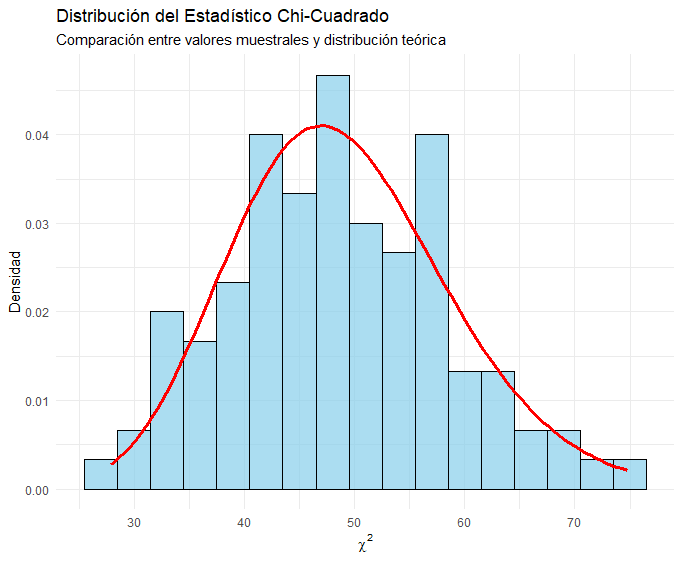 Distribución del Estadístico Chi-Cuadrado
Comparación entre valores muestrales y distribución teórica
Densidad
0.04
0.03
0.02
0.01
0.00
30 40 50 60 70
χ²